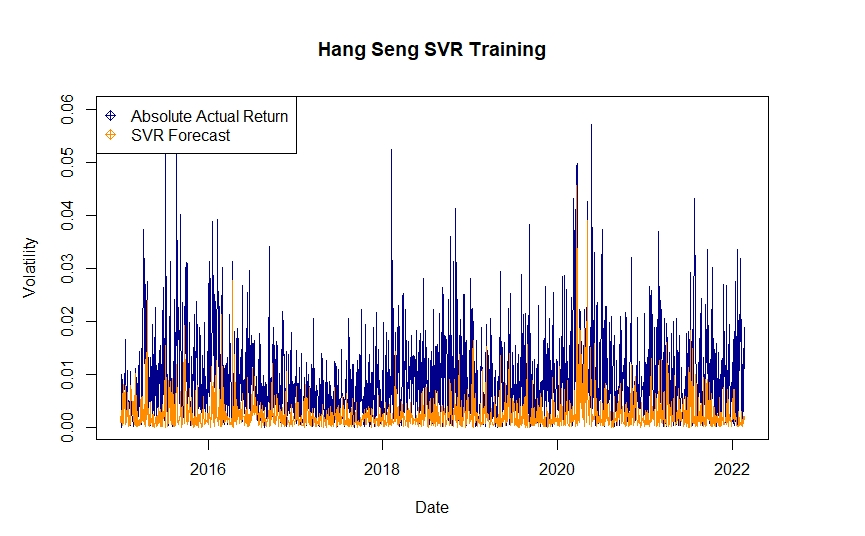 Hang Seng SVR Training
Absolute Actual Return
SVR Forecast
0.06
0.05
0.04
0.03
0.02
0.01
0.00
Volatility
2016
2018
2020
2022
Date